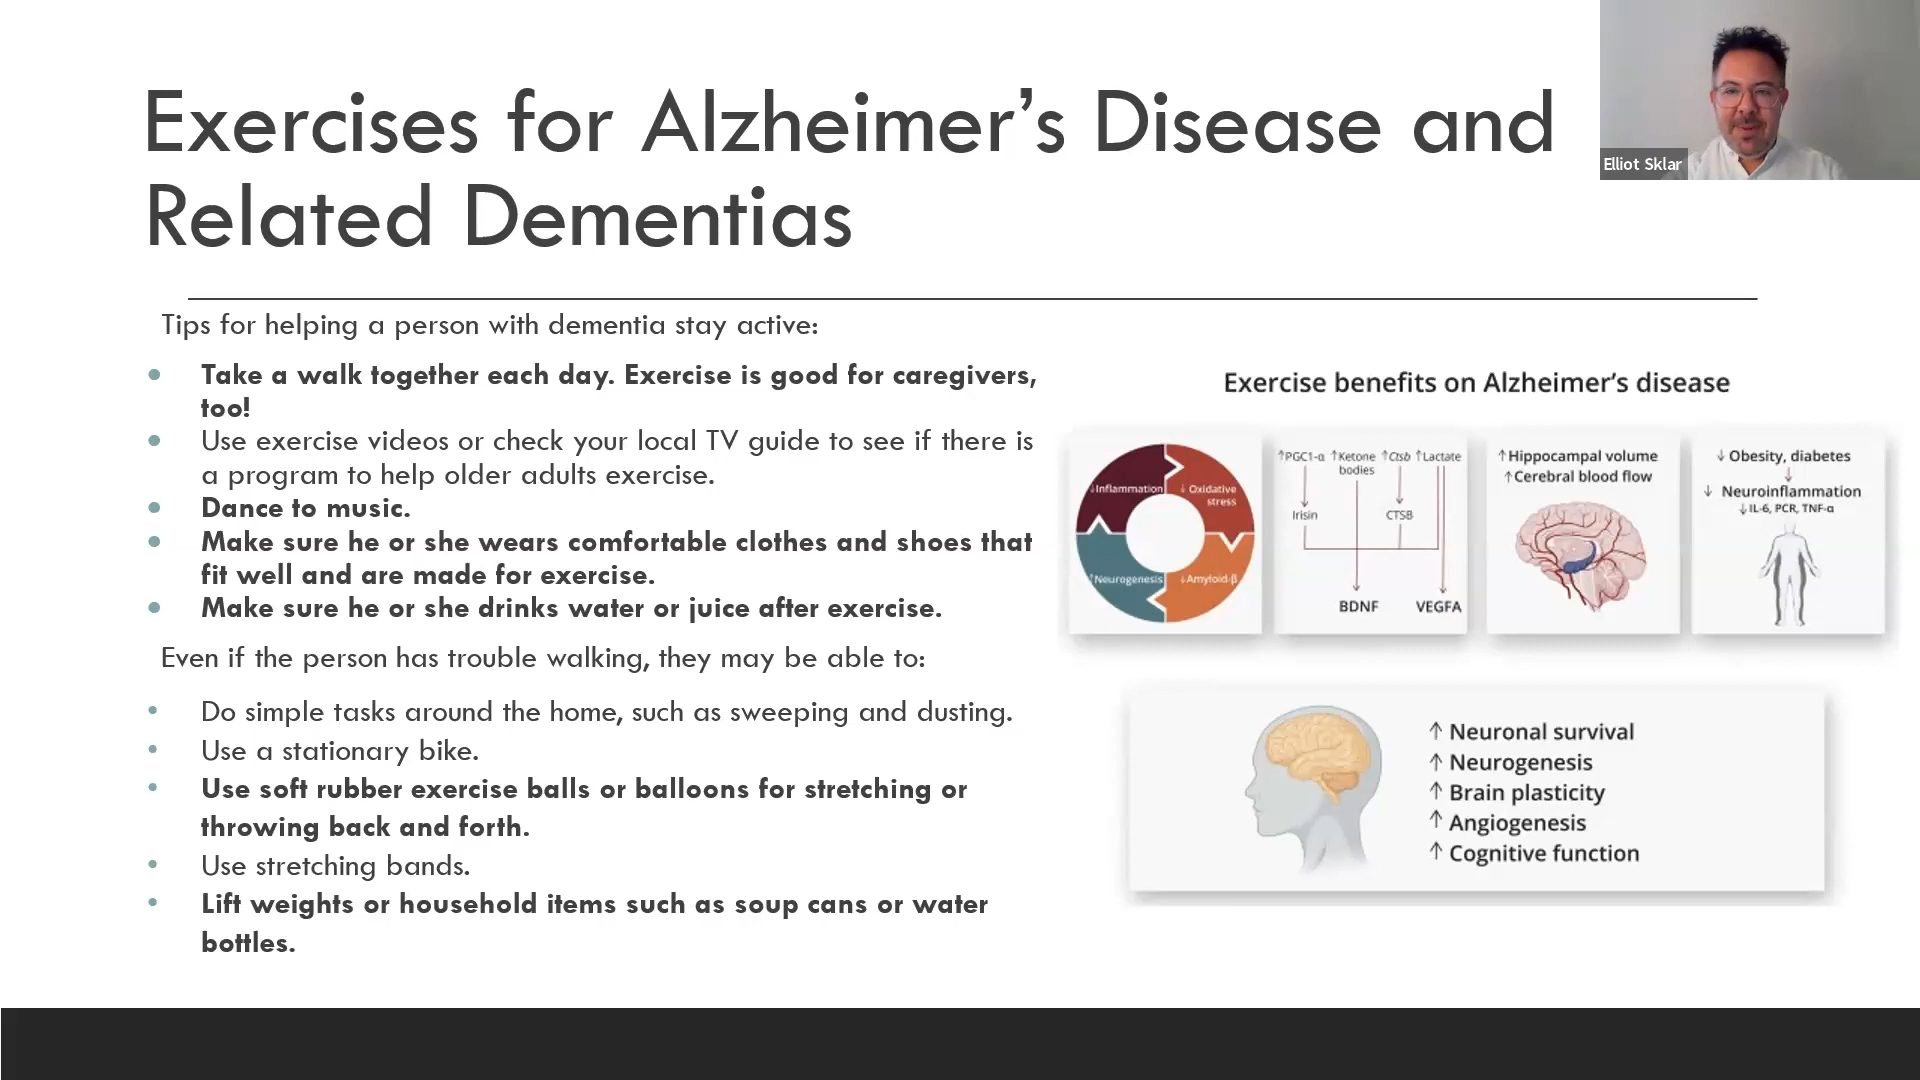 Exercises for Alzheimer’s Disease and
Related Dementias
Elliot Sklar
Tips for helping a person with dementia stay active:
• Take a walk together each day. Exercise is good for caregivers,
too!
• Use exercise videos or check your local TV guide to see if there is
a program to help older adults exercise.
• Dance to music.
• Make sure he or she wears comfortable clothes and shoes that
fit well and are made for exercise.
• Make sure he or she drinks water or juice after exercise.
Even if the person has trouble walking, they may be able to:
• Do simple tasks around the home, such as sweeping and dusting.
• Use a stationary bike.
• Use soft rubber exercise balls or balloons for stretching or
throwing back and forth.
• Use stretching bands.
• Lift weights or household items such as soup cans or water
bottles.
Exercise benefits on Alzheimer’s disease
↓Inflammation
↓ Oxidative
stress
↑Neurogenesis
↓Amyloid-β
↑PGC1-α ↑Ketone ↑Ctsb ↑Lactate
bodies
Irisin CTSB
BDNF VEGFA
↑Hippocampal volume
↑Cerebral blood flow
↓ Obesity, diabetes
↓ Neuroinflammation
↓IL-6, PCR, TNF-α
↑ Neuronal survival
↑ Neurogenesis
↑ Brain plasticity
↑ Angiogenesis
↑ Cognitive function